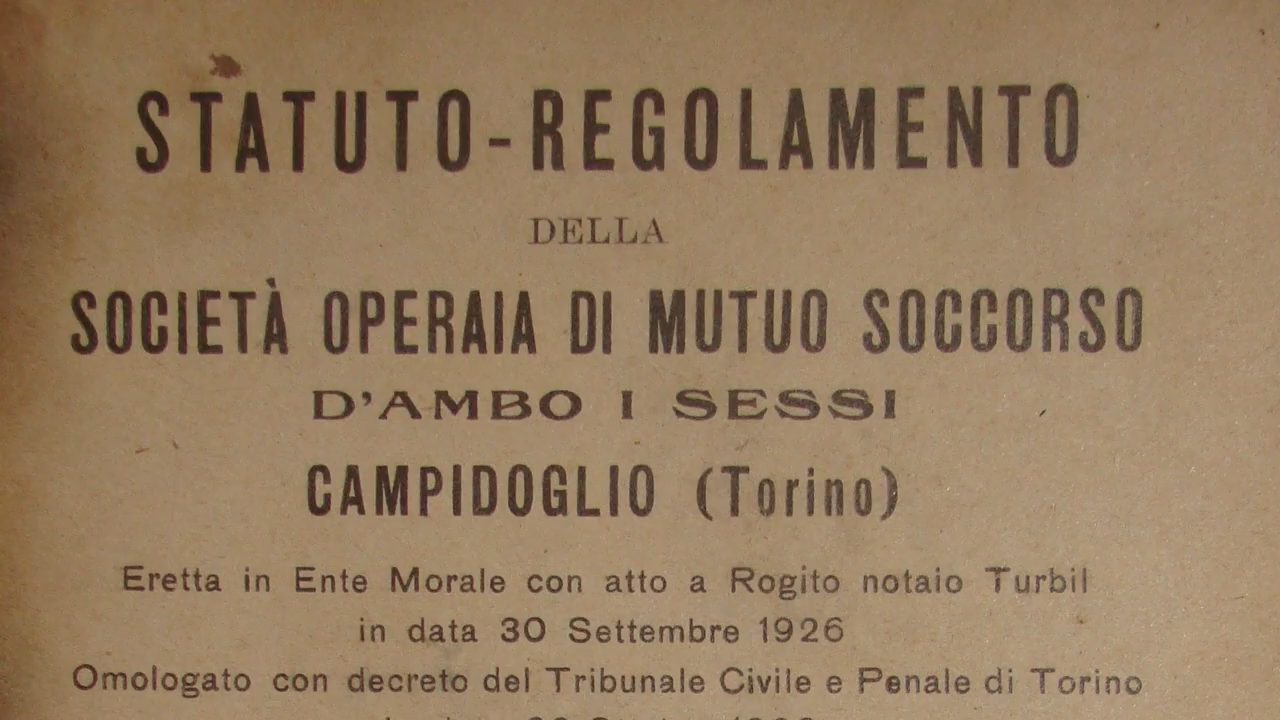 STATUTO-REGOLAMENTO
DELLA
SOCIETÀ OPERAIA DI MUTUO SOCCORSO
D'AMBO I SESSI
CAMPIDOGLIO (Torino)
Eretta in Ente Morale con atto a Rogito notaio Turbil
in data 30 Settembre 1926
Omologato con decreto del Tribunale Civile e Penale di Torino